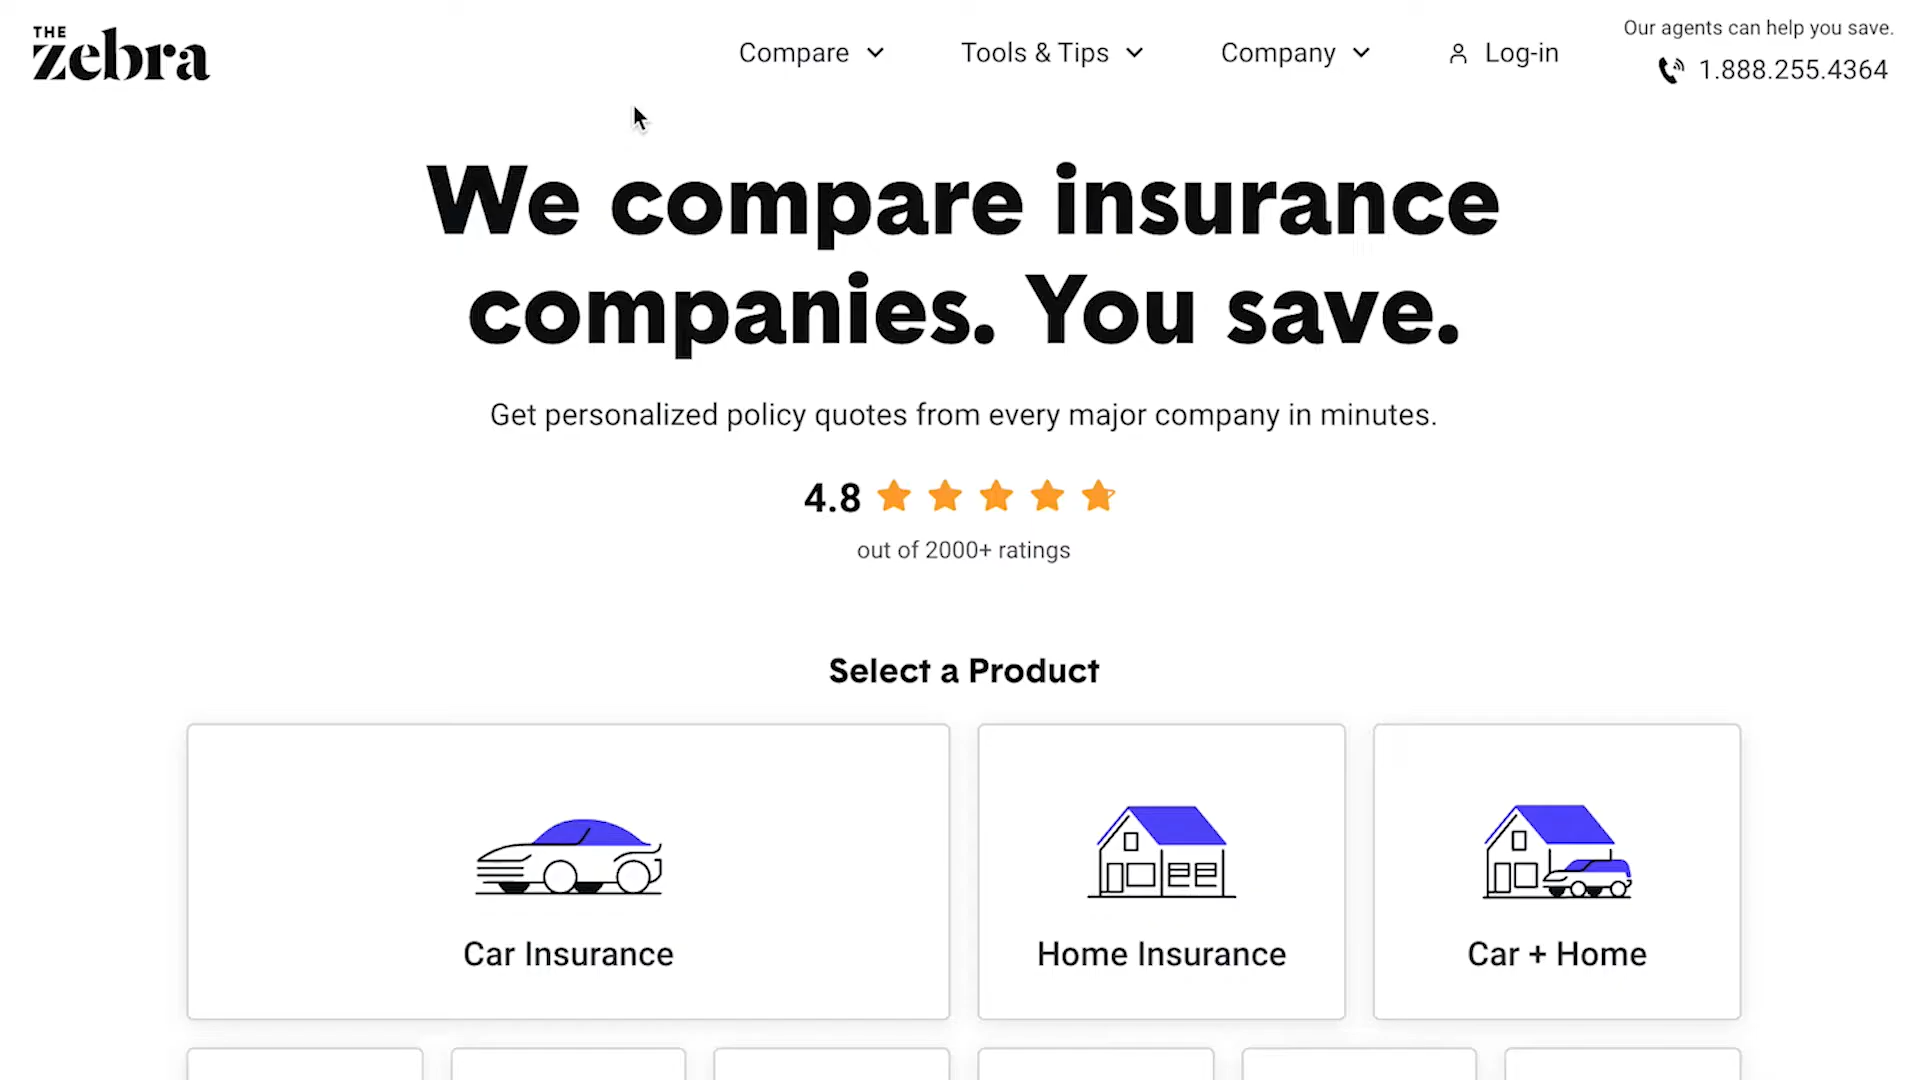 THE
zebra
Compare
Tools & Tips
Company
Log-in
Our agents can help you save.
1.888.255.4364
We compare insurance
companies. You save.
Get personalized policy quotes from every major company in minutes.
4.8
out of 2000+ ratings
Select a Product
Car Insurance
Home Insurance
Car + Home